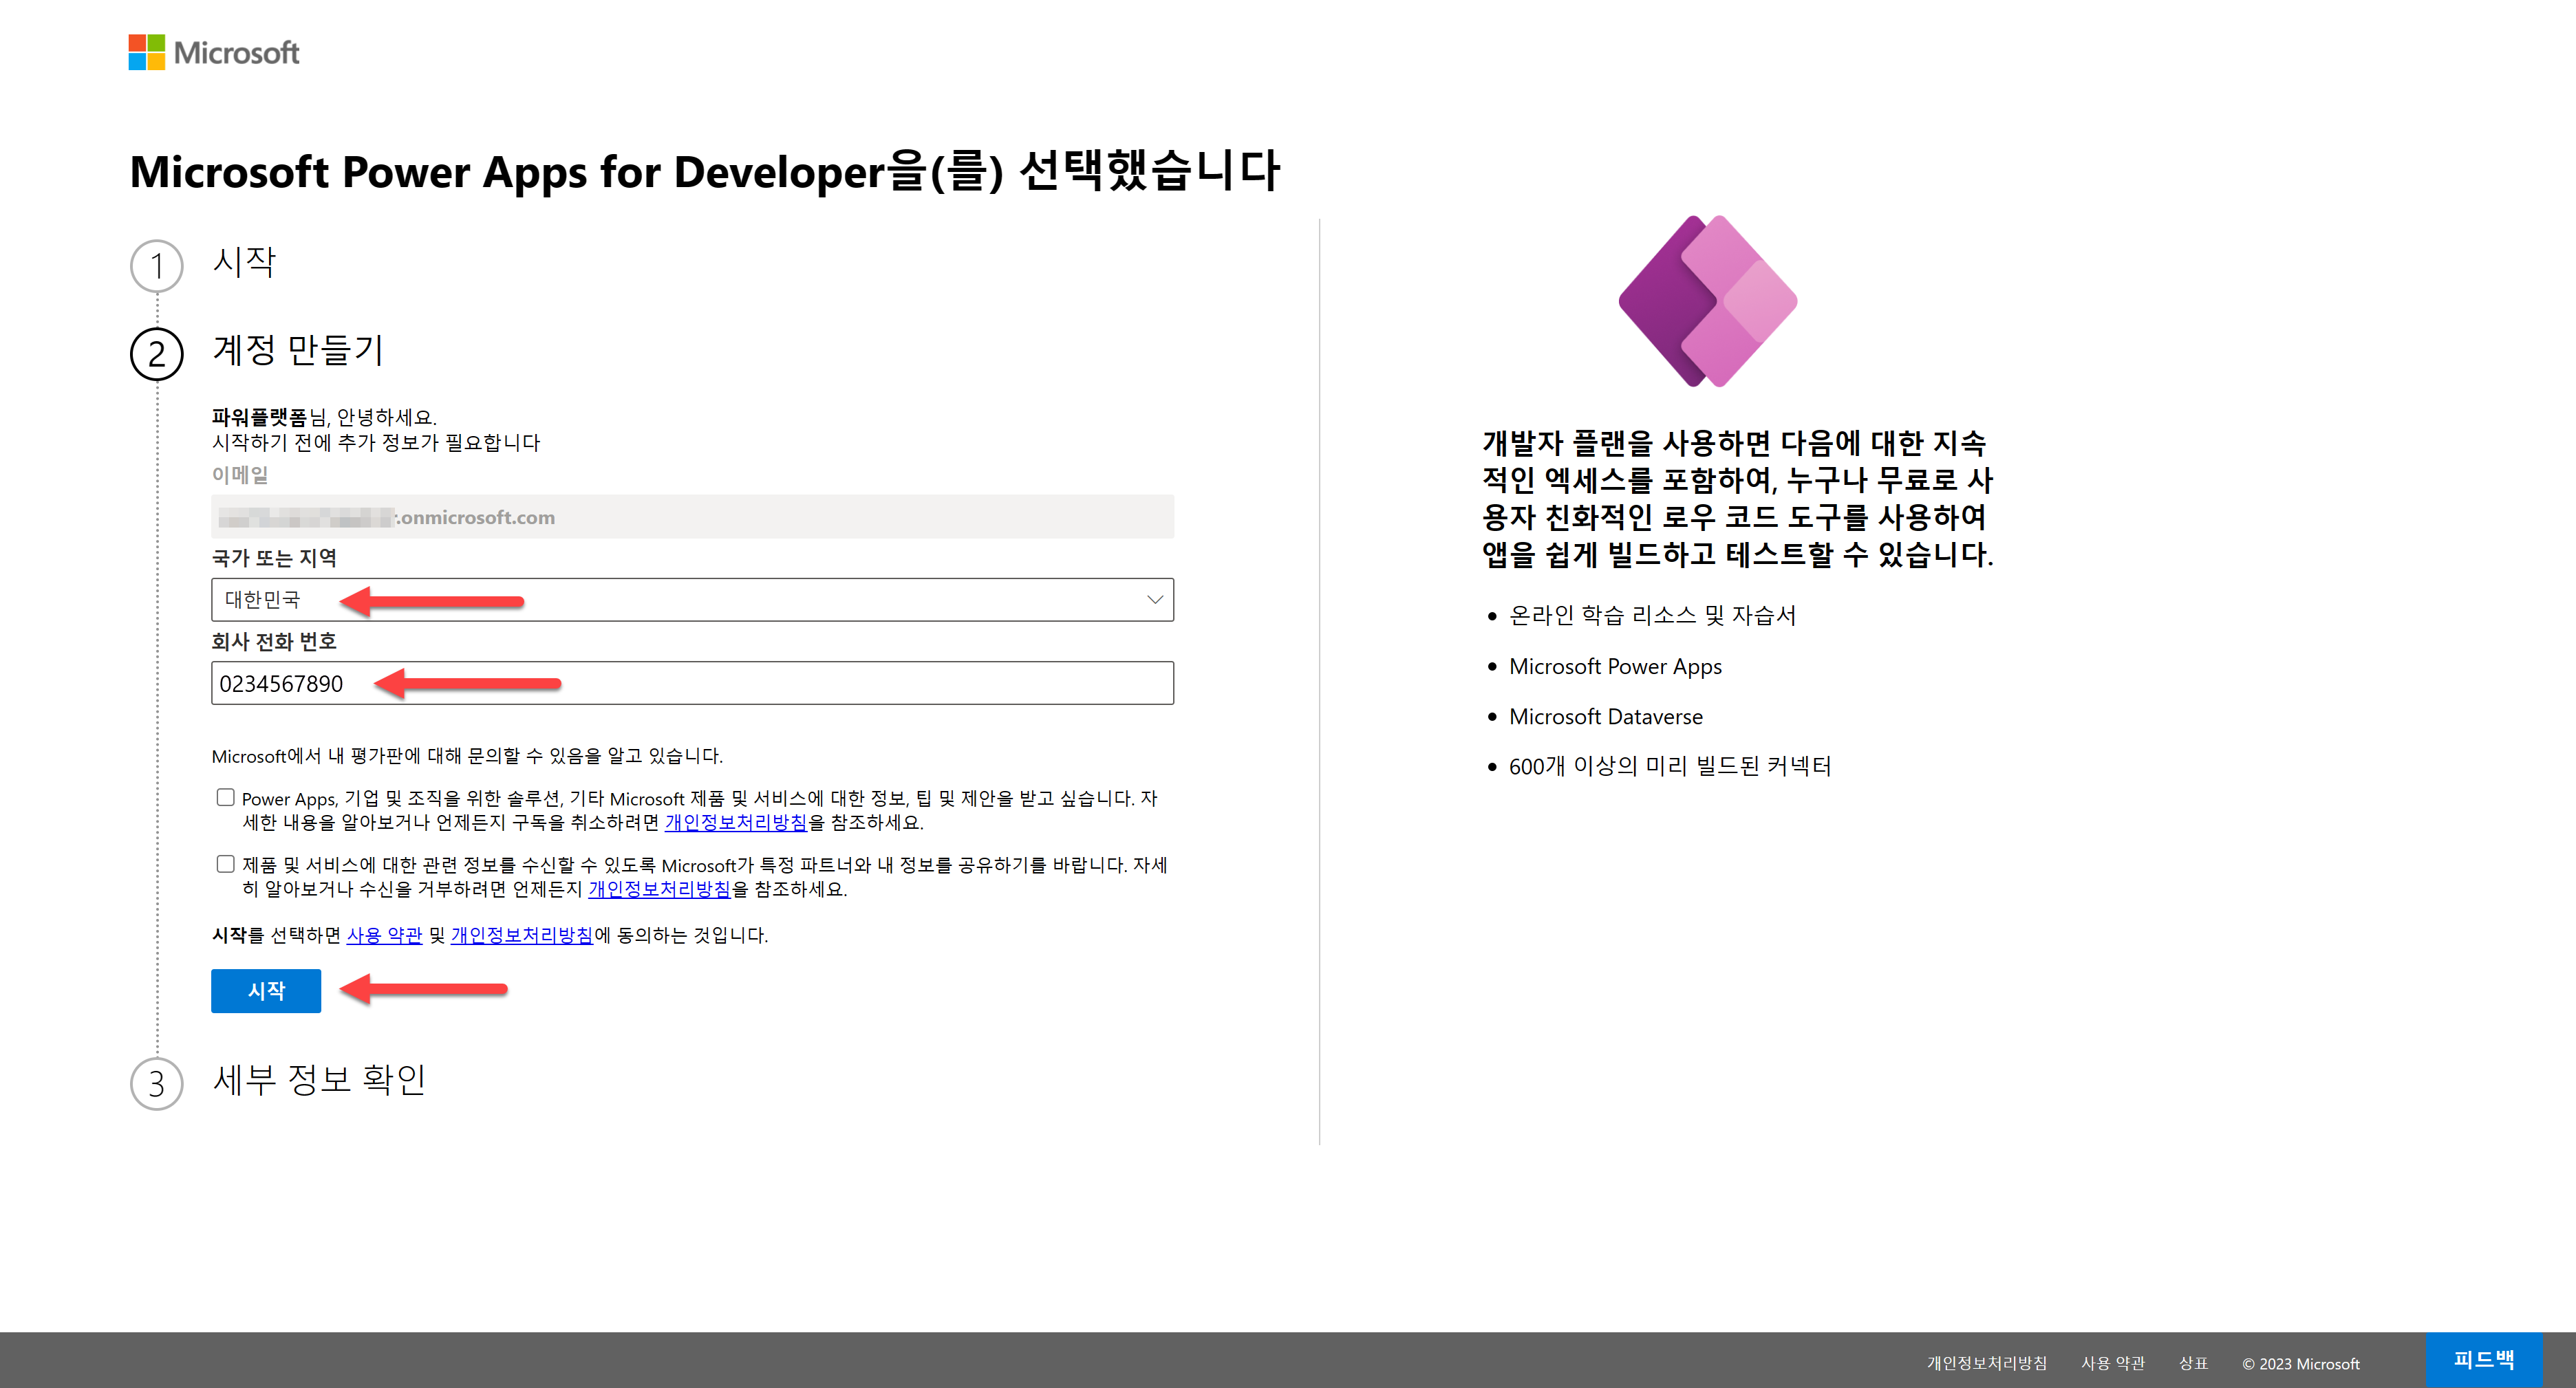 Microsoft
Microsoft Power Apps for Developer을(를) 선택했습니다
1 시작
2 계정 만들기
파워플랫폼님, 안녕하세요.
시작하기 전에 추가 정보가 필요합니다
이메일
.onmicrosoft.com
국가 또는 지역
대한민국
회사 전화 번호
0234567890
Microsoft에서 내 평가판에 대해 문의할 수 있음을 알고 있습니다.
Power Apps, 기업 및 조직을 위한 솔루션, 기타 Microsoft 제품 및 서비스에 대한 정보, 팁 및 제안을 받고 싶습니다. 자
세한 내용을 알아보거나 언제든지 구독을 취소하려면 개인정보처리방침을 참조하세요.
제품 및 서비스에 대한 관련 정보를 수신할 수 있도록 Microsoft가 특정 파트너와 내 정보를 공유하기를 바랍니다. 자세
히 알아보거나 수신을 거부하려면 언제든지 개인정보처리방침을 참조하세요.
시작를 선택하면 사용 약관 및 개인정보처리방침에 동의하는 것입니다.
시작
3 세부 정보 확인
개발자 플랜을 사용하면 다음에 대한 지속
적인 엑세스를 포함하여, 누구나 무료로 사
용자 친화적인 로우 코드 도구를 사용하여
앱을 쉽게 빌드하고 테스트할 수 있습니다.
온라인 학습 리소스 및 자습서
Microsoft Power Apps
Microsoft Dataverse
600개 이상의 미리 빌드된 커넥터
개인정보처리방침 사용 약관 상표 © 2023 Microsoft
피드백